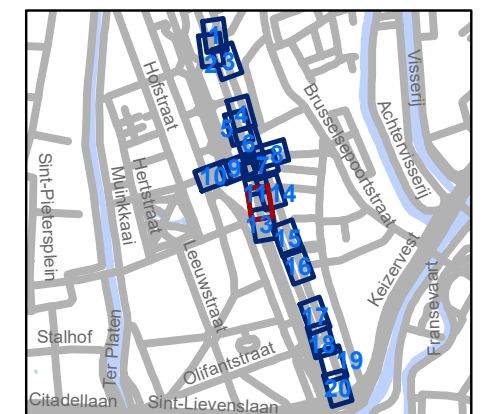 1
2
3
Hofstraat
Visserij
Brusselsepoortstraat
Achtervisserij
4
5
6
7
8
9
10
11
14
13
Sint-Pietersplein
Muinkkaai
Hertstraat
15
16
Leeuwstraat
Keizervest
Fransevaart
17
18
19
20
Stalhof
Ter Platen
Olifantstraat
Citadellaan
Sint-Lievenslaan